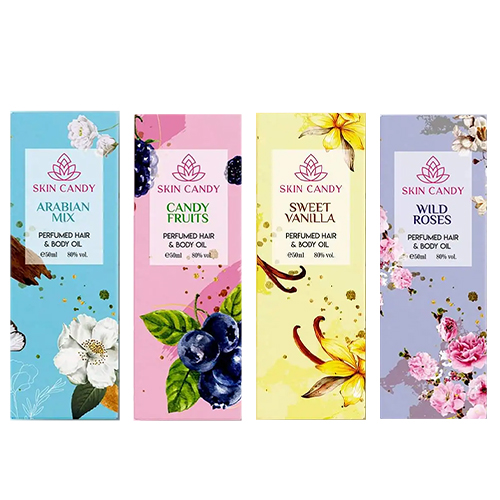 SKIN CANDY
ARABIAN
MIX
PERFUMED HAIR
& BODY OIL
℮50ml 80% vol.
SKIN CANDY
CANDY
FRUITS
PERFUMED HAIR
& BODY OIL
℮50ml 80% vol.
SKIN CANDY
SWEET
VANILLA
PERFUMED HAIR
& BODY OIL
℮50ml 80% vol.
SKIN CANDY
WILD
ROSES
PERFUMED HAIR
& BODY OIL
℮50ml 80% vol.